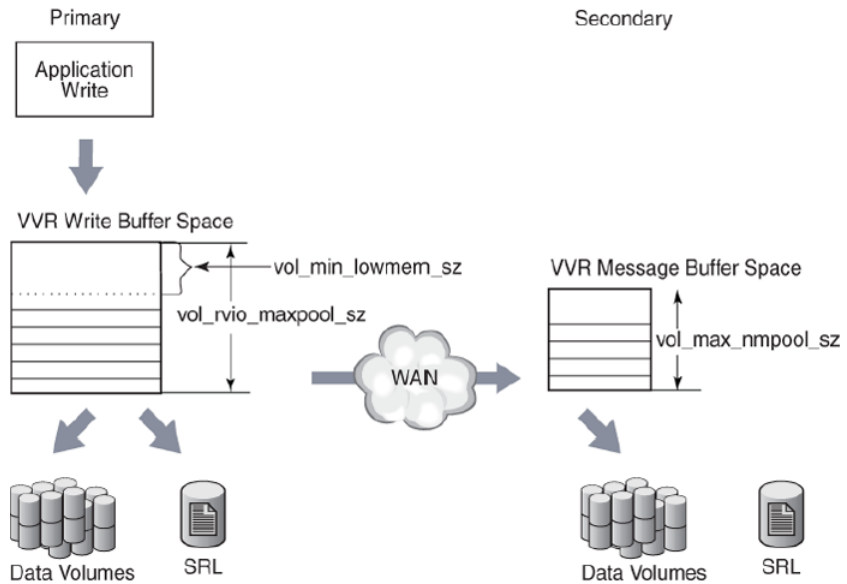 Primary
Secondary
Application
Write
VVR Write Buffer Space
vol_min_lowmem_sz
VVR Message Buffer Space
vol_rvio_maxpool_sz
vol_max_nmpool_sz
WAN
Data Volumes
SRL
Data Volumes
SRL